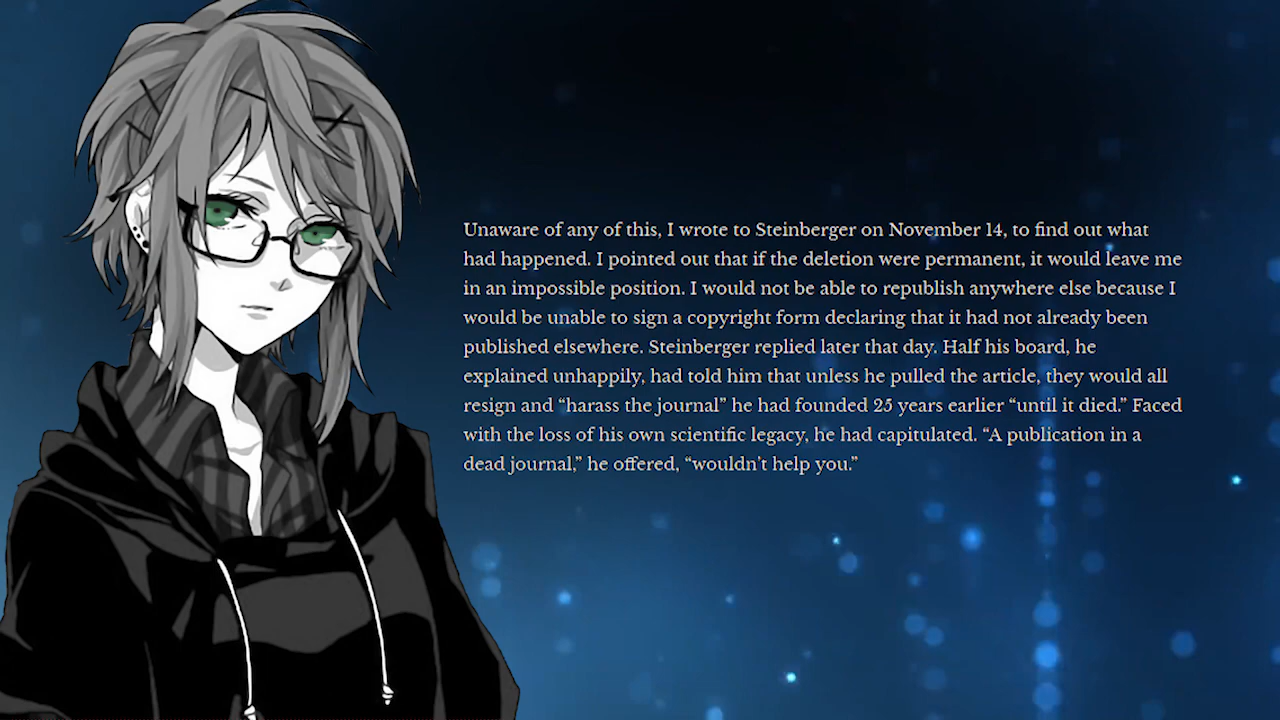 Unaware of any of this, I wrote to Steinberger on November 14, to find out what
had happened. I pointed out that if the deletion were permanent, it would leave me
in an impossible position. I would not be able to republish anywhere else because I
would be unable to sign a copyright form declaring that it had not already been
published elsewhere. Steinberger replied later that day. Half his board, he
explained unhappily, had told him that unless he pulled the article, they would all
resign and “harass the journal” he had founded 25 years earlier “until it died.” Faced
with the loss of his own scientific legacy, he had capitulated. “A publication in a
dead journal,” he offered, “wouldn’t help you.”